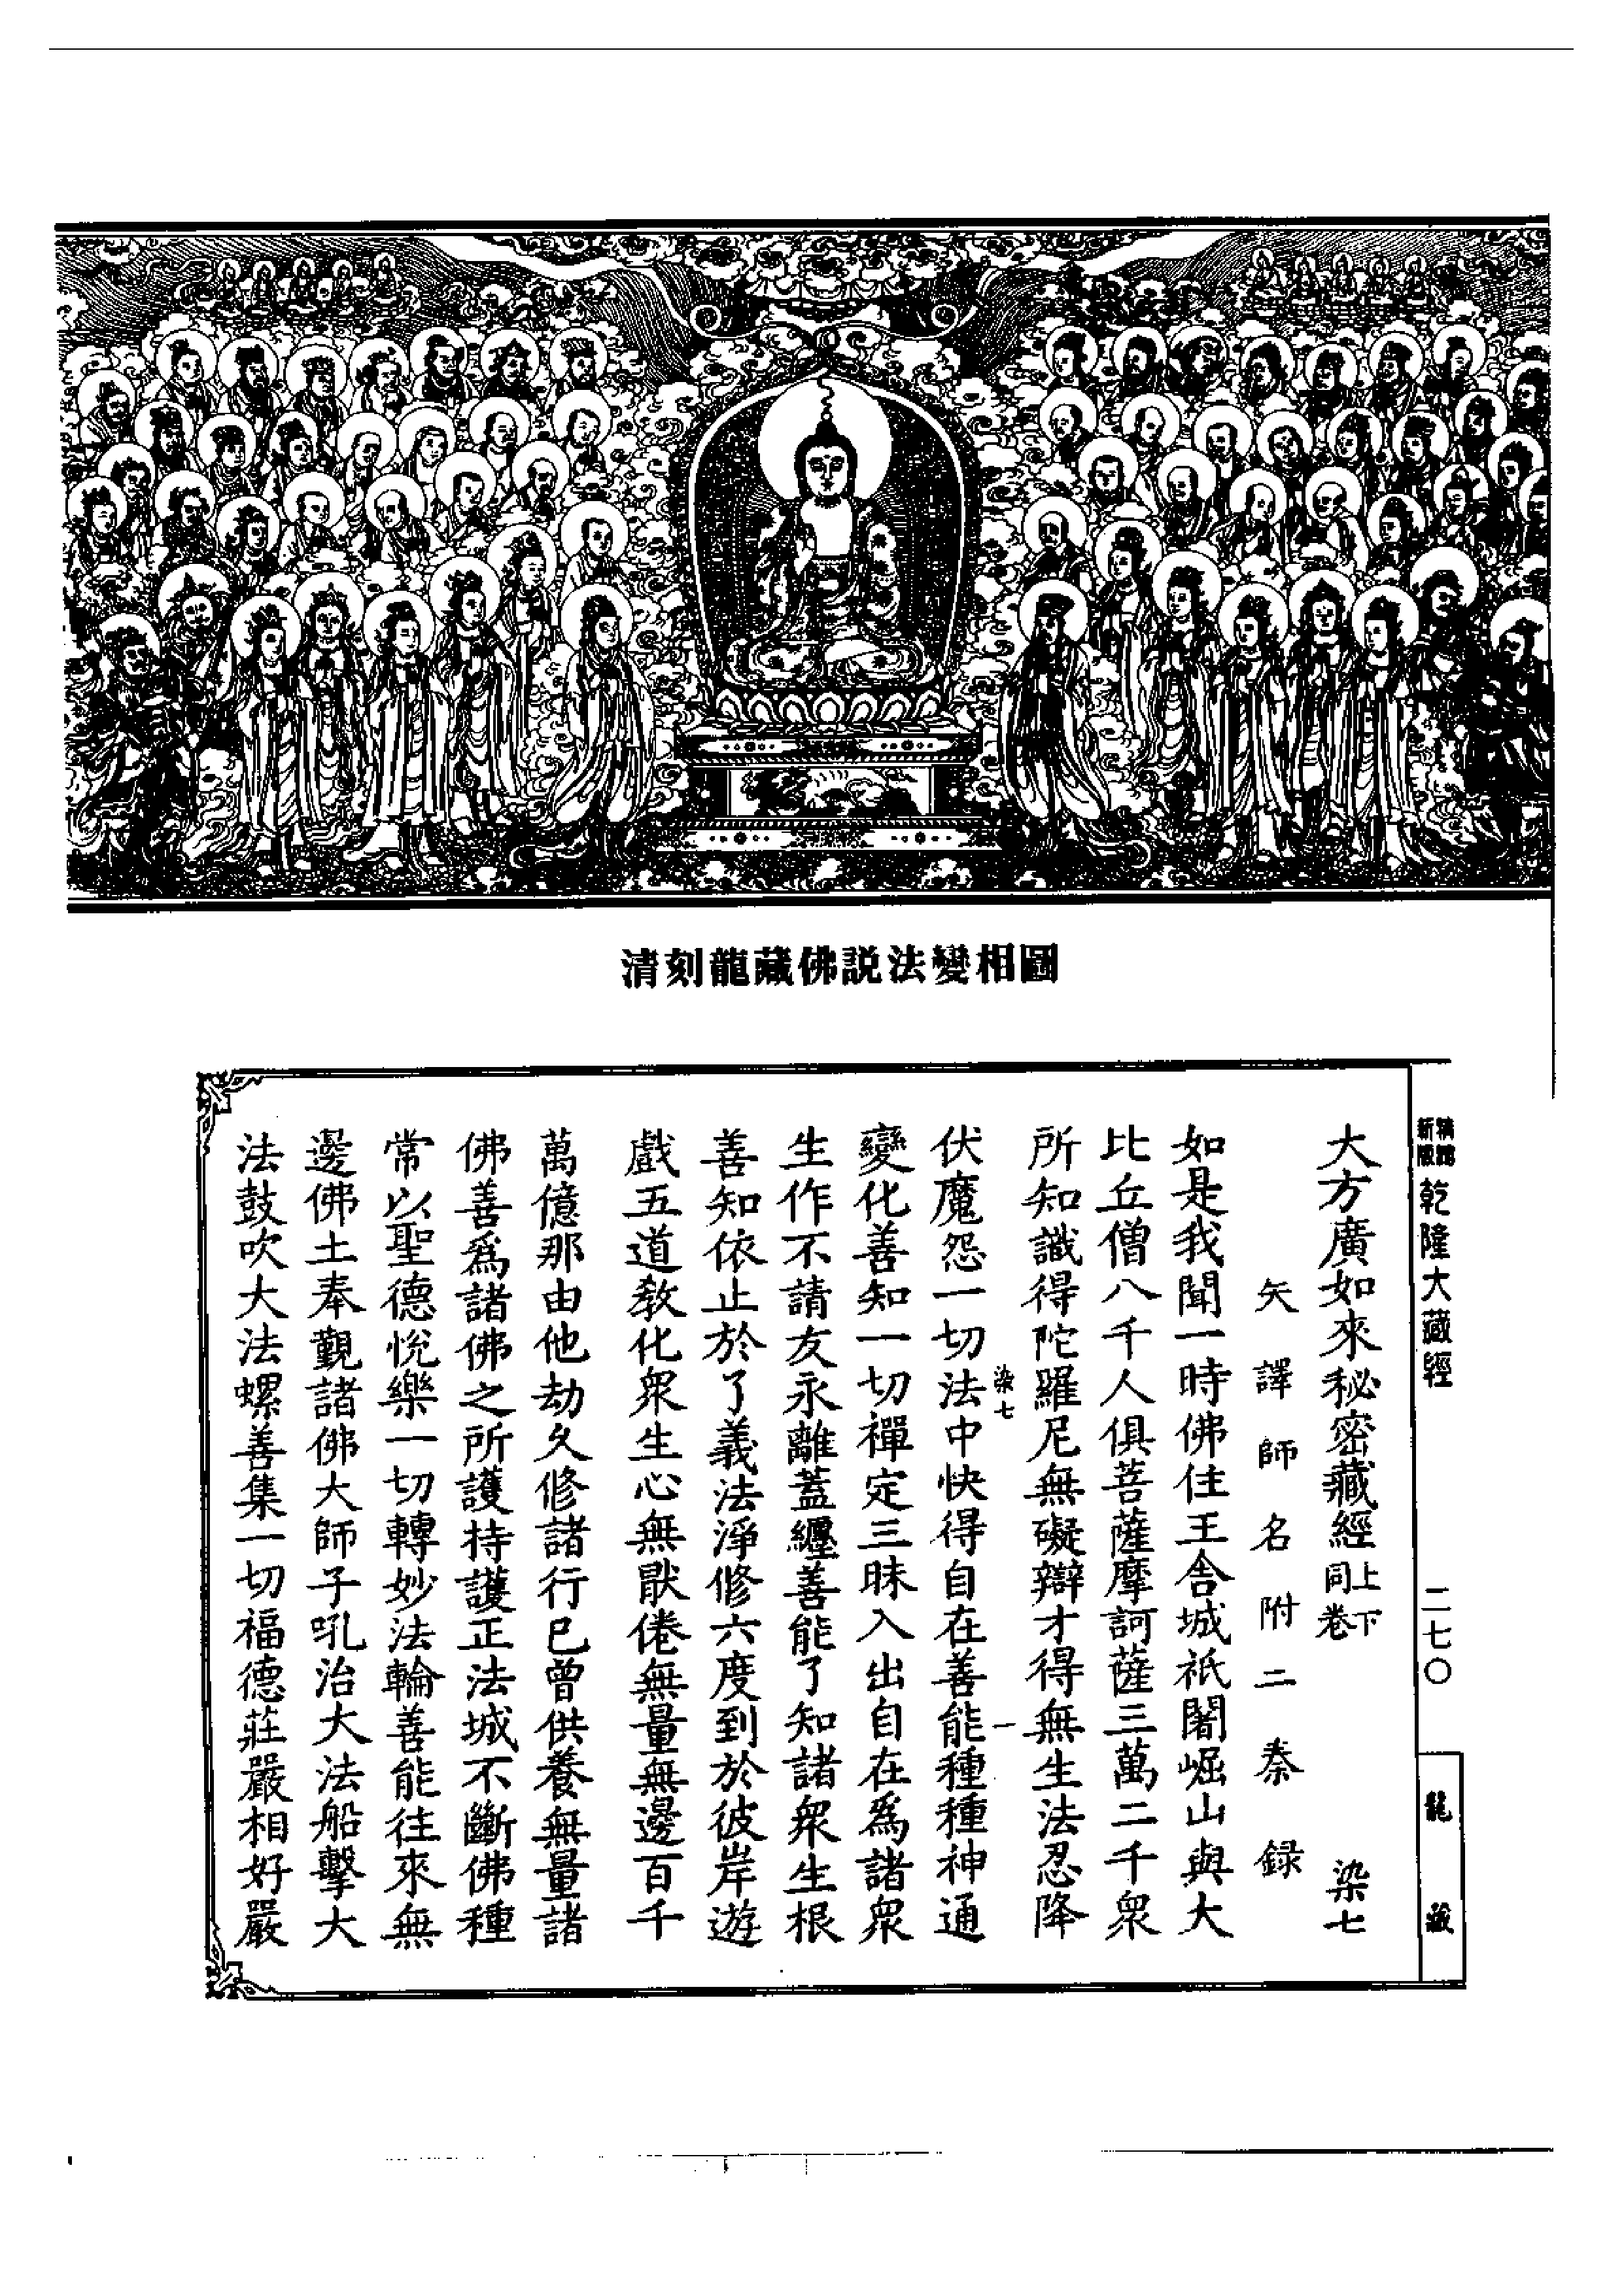 清刻龍藏佛説法變相圖
乾隆大藏經
二七〇
龍藏
大方廣如來秘密藏經上下同卷 染七
矢譯師名附二秦録
如是我聞一時佛住王舍城祇闍崛山與大
比丘僧八千人俱菩薩摩訶薩三萬二千衆
所知識得陀羅尼無礙辯才得無生法忍降
染七 一
伏魔怨一切法中快得自在善能種種神通
變化善知一切禪定三昧入出自在爲諸衆
生作不請友永離蓋纒善能了知諸衆生根
善知依止於了義法淨修六度到於彼岸遊
戲五道教化衆生心無厭倦無量無邊百千
萬億那由他劫久修諸行已曾供養無量諸
佛善爲諸佛之所護持護正法城不斷佛種
常以聖德悅樂一切轉妙法輪善能往來無
邊佛土奉覲諸佛大師子吼治大法船擊大
法鼓吹大法螺善集一切福德莊嚴相好嚴